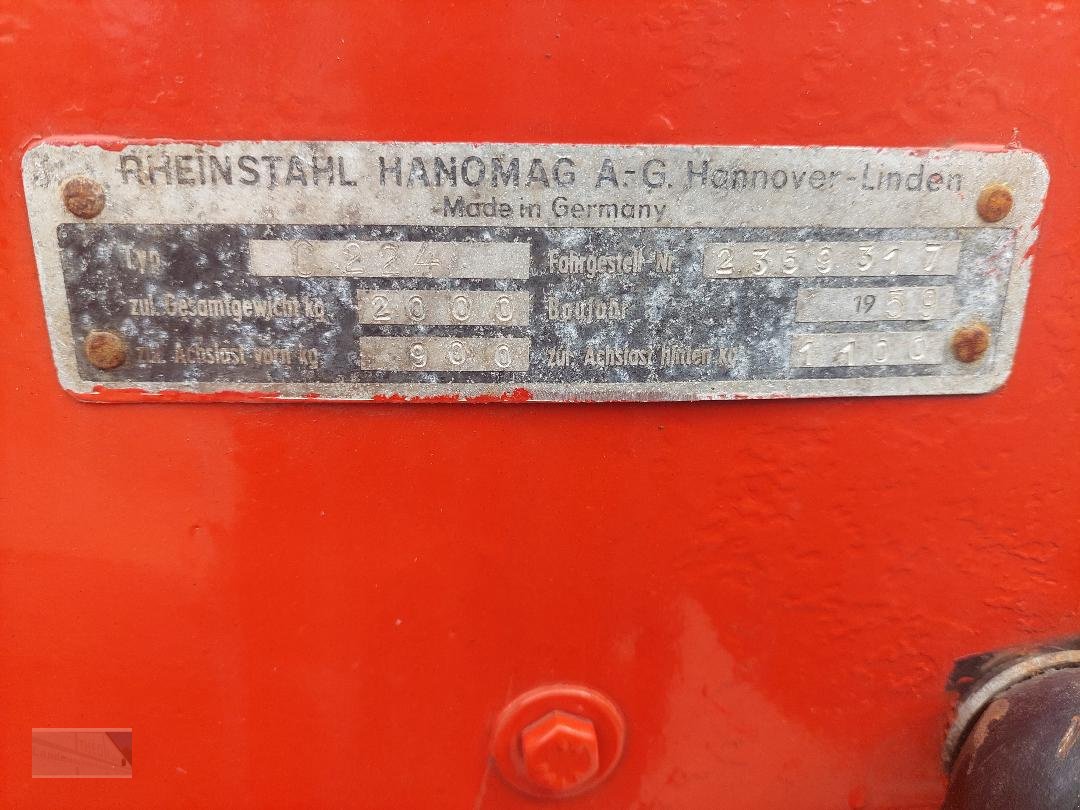 RHEINSTAHL HANOMAG A.-G. Hannover-Linden
Made in Germany
Typ C 224 Fahrgestell Nr. 2359317
zul. Gesamtgewicht kg 2000 Baujahr 1959
zul. Achslast vorn kg 900 zul. Achslast hinten kg 1100